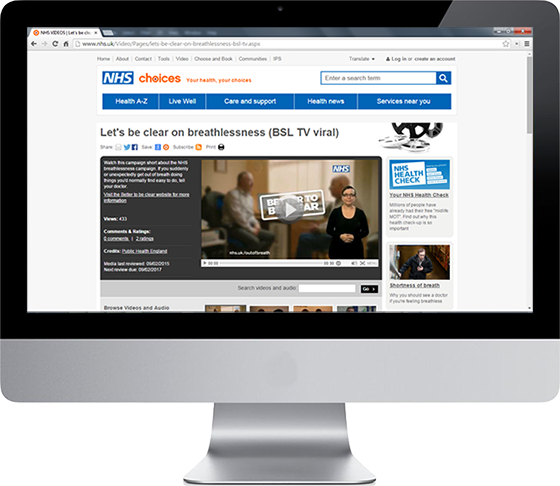 NHS VIDEOS | Let's be cl
www.nhs.uk/Video/Pages/lets-be-clear-on-breathlessness-bsl-tv.aspx
Home | About | Contact | Tools | Video | Choose and Book | Communities | IPS
Translate
Log in or create an account
NHS choices Your health, your choices
Enter a search term
Health A-Z Live Well Care and support Health news Services near you
Let's be clear on breathlessness (BSL TV viral)
Share: Save: Subscribe: Print:
Watch this campaign short about the NHS
breathlessness campaign. If you suddenly
or unexpectedly get out of breath doing
things you'd normally find easy to do, tell
your doctor.
Visit the Better to be clear website for more
information
Views: 433
Comments & Ratings:
0 comments | 2 ratings
Credits: Public Health England
Media last reviewed: 09/02/2015
Next review due: 09/02/2017
NHS
BETTER TO
BE CLEAR
nhs.uk/outofbreath
00:00
00:30
MENU
NHS
HEALTH
CHECK
Your NHS Health Check
Millions of people have
already had their free "midlife
MOT". Find out why this
health check-up is so
important
Shortness of breath
Why you should see a doctor
if you're feeling breathless
Search videos and audio: Go
Browse Videos and Audio